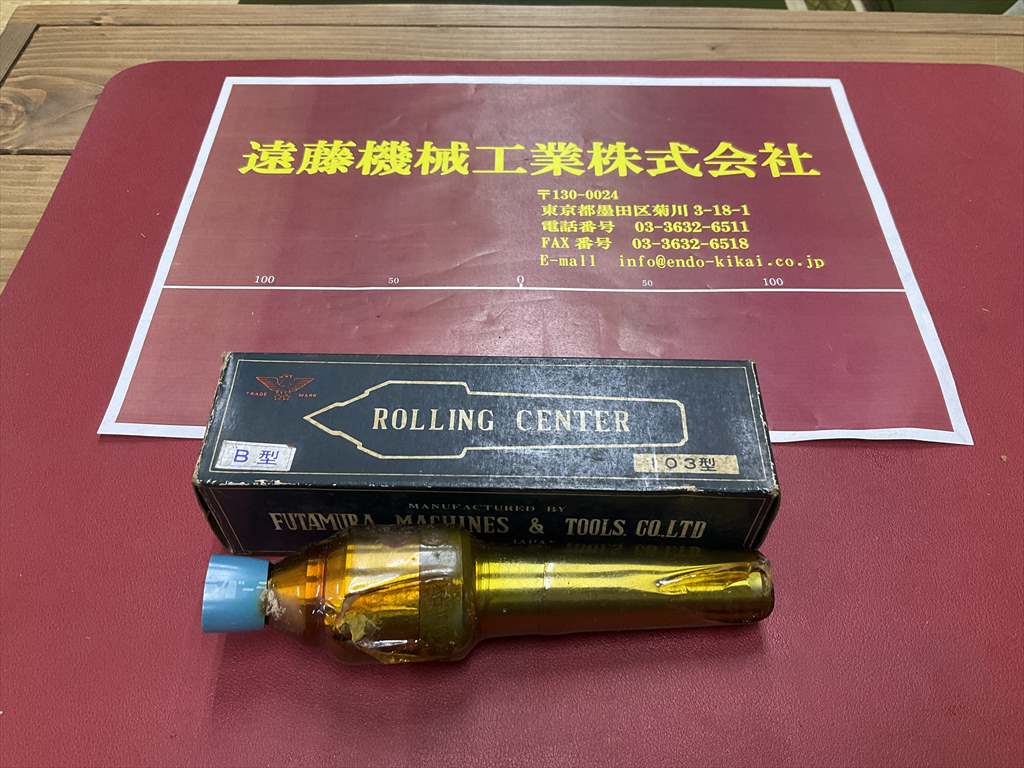 遠藤機械工業株式会社
〒130-0024
東京都墨田区菊川 3-18-1
電話番号 03-3632-6511
FAX 番号 03-3632-6518
E-mall info@endo-kikai.co.jp
100 50 0 50 100
TRADE MARK
ROLLING CENTER
B型
103型
MANUFACTURED BY
FUTAMURA MACHINES & TOOLS. CO.LTD
JAPAN